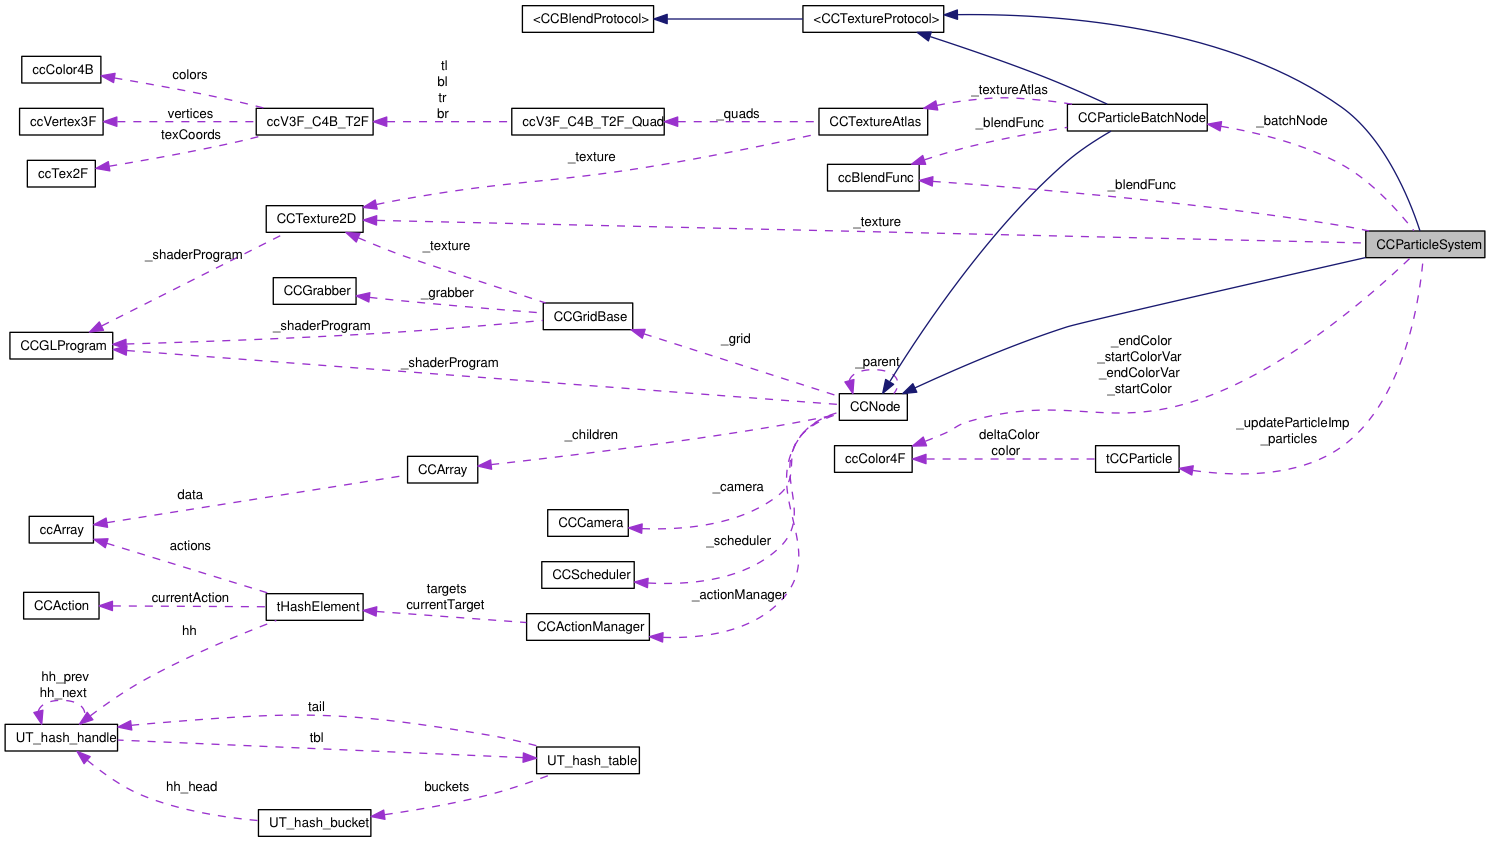 <CCBlendProtocol>
<CCTextureProtocol>
ccColor4B
colors
tl
bl
tr
br
_textureAtlas
ccVertex3F
vertices
ccV3F_C4B_T2F
ccV3F_C4B_T2F_Quad
_quads
CCTextureAtlas
CCParticleBatchNode
_batchNode
texCoords
_blendFunc
ccTex2F
_texture
ccBlendFunc
_blendFunc
CCTexture2D
_texture
_shaderProgram
_texture
CCParticleSystem
CCGrabber
_grabber
CCGridBase
_shaderProgram
CCGLProgram
_grid
_endColor
_startColorVar
_endColorVar
_startColor
_shaderProgram
_parent
CCNode
_children
deltaColor
color
_updateParticleImp
_particles
CCArray
ccColor4F
tCCParticle
data
_camera
ccArray
CCCamera
actions
_scheduler
CCScheduler
CCAction
currentAction
tHashElement
targets
currentTarget
_actionManager
CCActionManager
hh
hh_prev
hh_next
tail
UT_hash_handle
tbl
UT_hash_table
hh_head
buckets
UT_hash_bucket